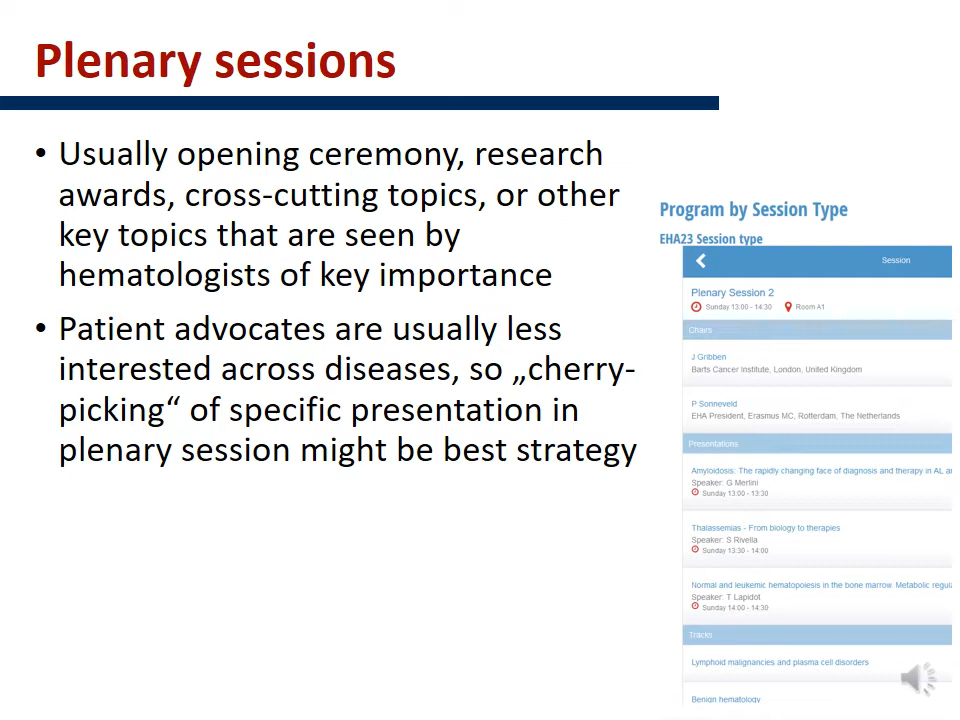 Plenary sessions
• Usually opening ceremony, research
awards, cross-cutting topics, or other
key topics that are seen by
hematologists of key importance
• Patient advocates are usually less
interested across diseases, so „cherry-
picking“ of specific presentation in
plenary session might be best strategy
Program by Session Type
EHA23 Session type
Session
Plenary Session 2
Sunday 13:00 - 14:30 Room A1
Chairs
J Gribben
Barts Cancer Institute, London, United Kingdom
P Sonneveld
EHA President, Erasmus MC, Rotterdam, The Netherlands
Presentations
Amyloidosis: The rapidly changing face of diagnosis and therapy in AL
Speaker: G Merlini
Sunday 13:00 - 13:30
Thalassemias - From biology to therapies
Speaker: S Rivella
Sunday 13:30 - 14:00
Normal and leukemic hematopoiesis in the bone marrow. Metabolic
Speaker: T Lapidot
Sunday 14:00 - 14:30
Tracks
Lymphoid malignancies and plasma cell disorders
Benign hematology